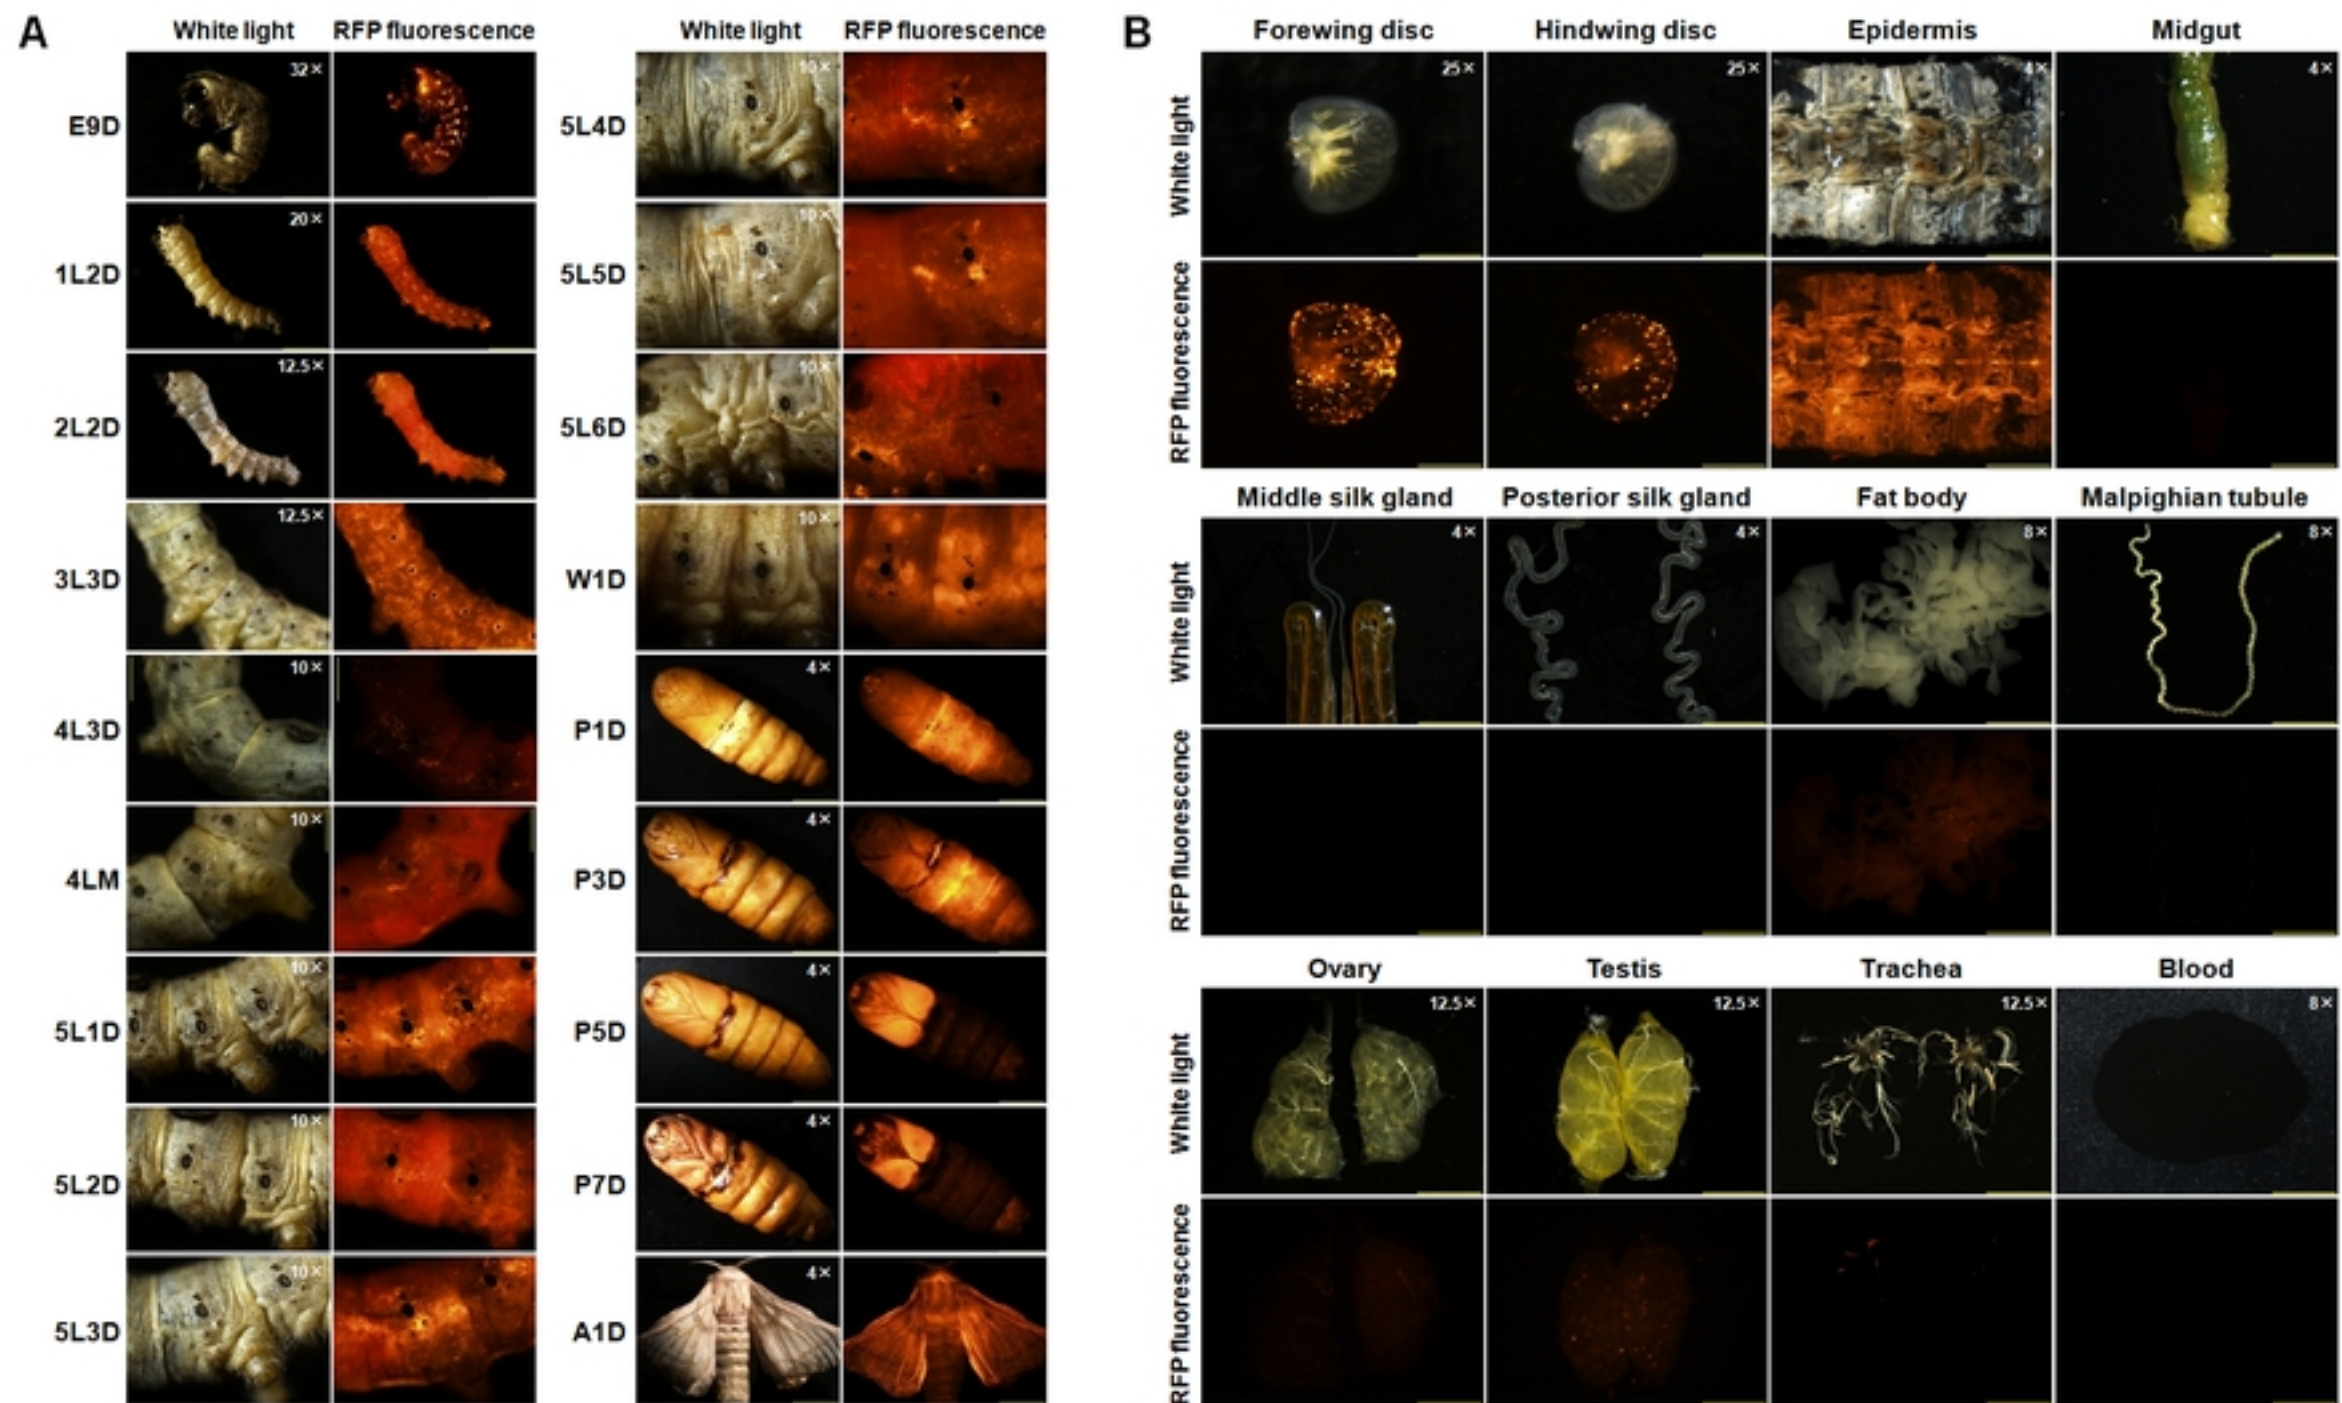 A
White light RFP fluorescence White light RFP fluorescence
E9D 32× 5L4D 10×
1L2D 20× 5L5D 10×
2L2D 12.5× 5L6D 10×
3L3D 12.5× W1D 10×
4L3D 10× P1D 4×
4LM 10× P3D 4×
5L1D 10× P5D 4×
5L2D 10× P7D 4×
5L3D 10× A1D 4×
B
Forewing disc Hindwing disc Epidermis Midgut
White light 25× 25× 4× 4×
RFP fluorescence
Middle silk gland Posterior silk gland Fat body Malpighian tubule
White light 4× 4× 8× 8×
RFP fluorescence
Ovary Testis Trachea Blood
White light 12.5× 12.5× 12.5× 8×
RFP fluorescence